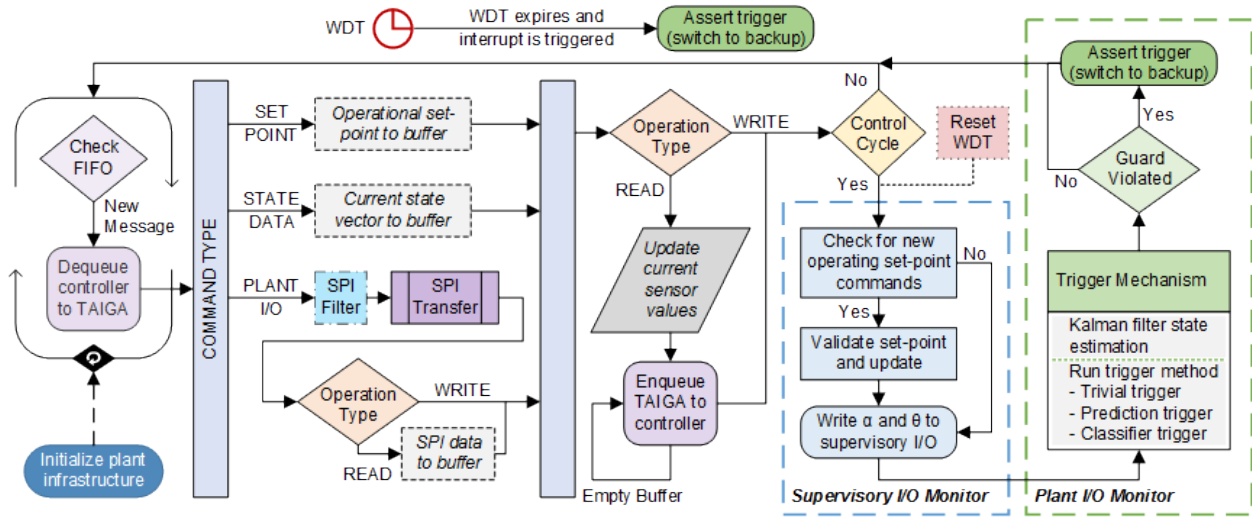 WDT
WDT expires and
interrupt is triggered
Assert trigger
(switch to backup)
Assert trigger
(switch to backup)
No
Yes
Check
FIFO
New
Message
Dequeue
controller
to TAIGA
Initialize plant
infrastructure
COMMAND TYPE
SET
POINT
Operational set-
point to buffer
STATE
DATA
Current state
vector to buffer
PLANT
I/O
SPI
Filter
SPI
Transfer
Operation
Type
WRITE
READ
SPI data
to buffer
Operation
Type
WRITE
READ
Update
current
sensor
values
Enqueue
TAIGA to
controller
Empty Buffer
Control
Cycle
Yes
Reset
WDT
Check for new
operating set-point
commands
No
Yes
Validate set-point
and update
Write α and θ to
supervisory I/O
Supervisory I/O Monitor
Guard
Violated
No
Trigger Mechanism
Kalman filter state
estimation
Run trigger method
- Trivial trigger
- Prediction trigger
- Classifier trigger
Plant I/O Monitor